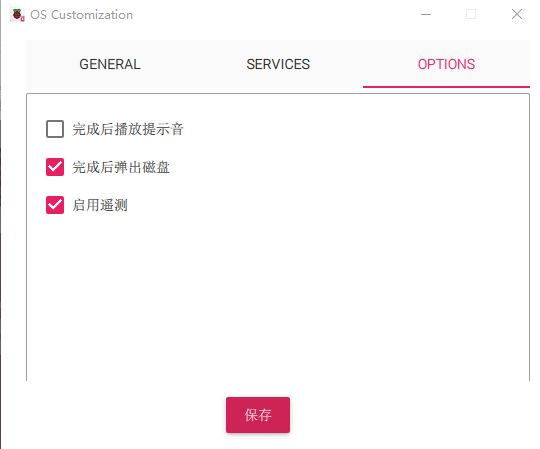 OS Customization
GENERAL SERVICES OPTIONS
完成后播放提示音
完成后弹出磁盘
启用遥测
保存